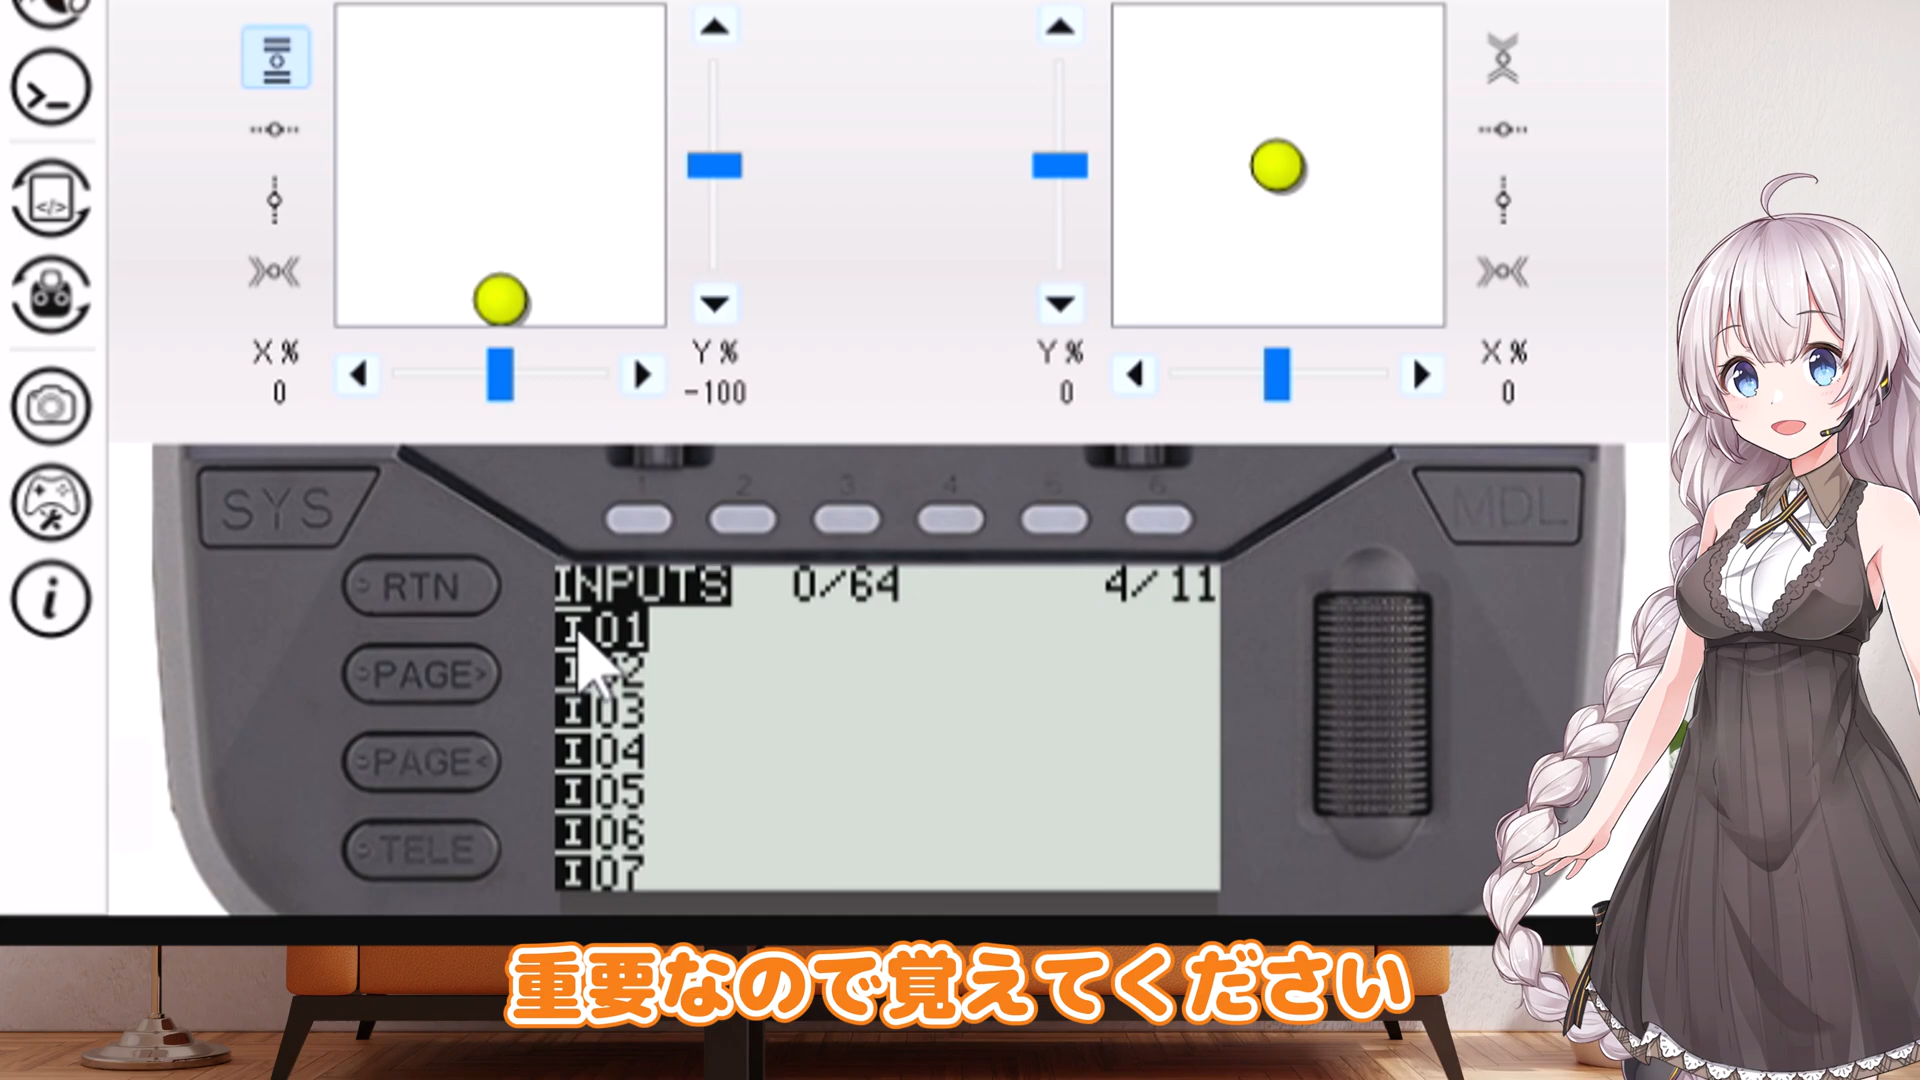 X %
0
Y %
-100
Y %
0
X %
0
SYS
1 2 3 4 5 6
MDL
RTN
PAGE>
PAGE<
TELE
INPUTS 0/64 4/11
I01
I02
I03
I04
I05
I06
I07
重要なので覚えてください